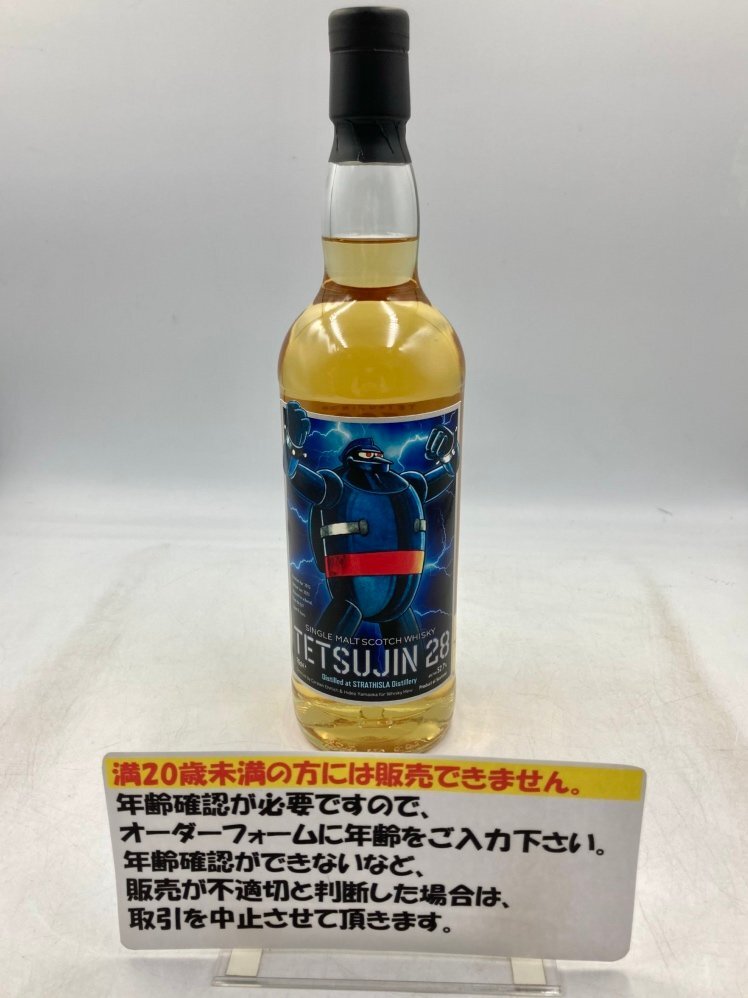 SINGLE MALT SCOTCH WHISKY
TETSUJIN 28
Distilled at STRATHISLA Distillery
満20歳未満の方には販売できません。
年齢確認が必要ですので、
オーダーフォームに年齢をご入力下さい。
年齢確認ができないなど、
販売が不適切と判断した場合は、
取引を中止させて頂きます。